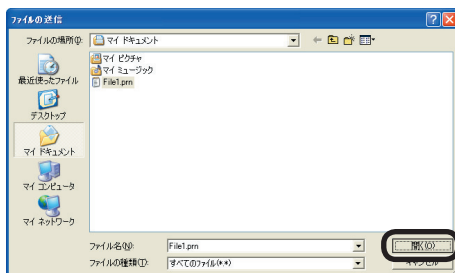 ファイルの送信
ファイルの場所(I): マイ ドキュメント
マイ ピクチャ
マイ ミュージック
File1.prn
最近使ったファイル
デスクトップ
マイ ドキュメント
マイ コンピュータ
マイ ネットワーク
ファイル名(N): File1.prn 開く(O)
ファイルの種類(T): すべてのファイル(*.*) キャンセル